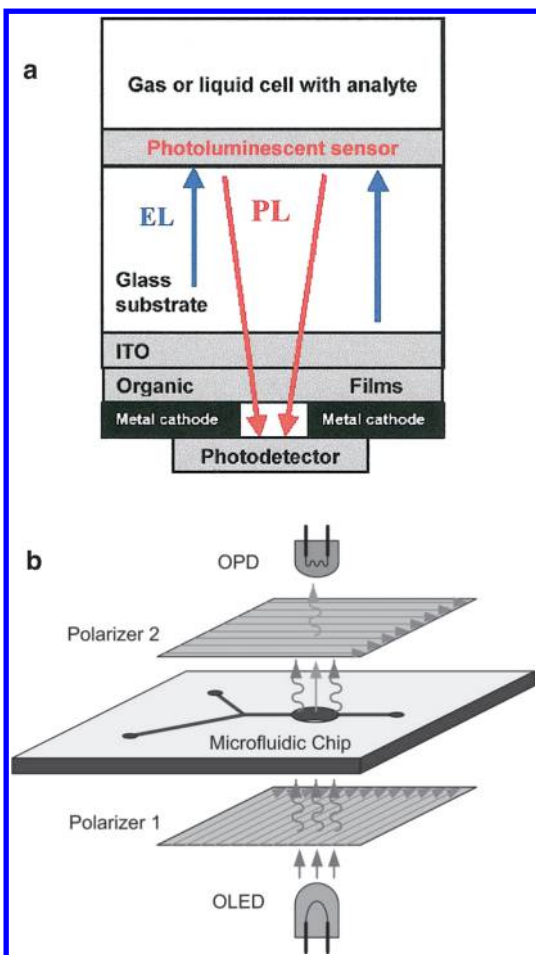 a
Gas or liquid cell with analyte
Photoluminescent sensor
EL
PL
Glass
substrate
ITO
Organic
Films
Metal cathode
Metal cathode
Photodetector
b
OPD
Polarizer 2
Microfluidic Chip
Polarizer 1
OLED